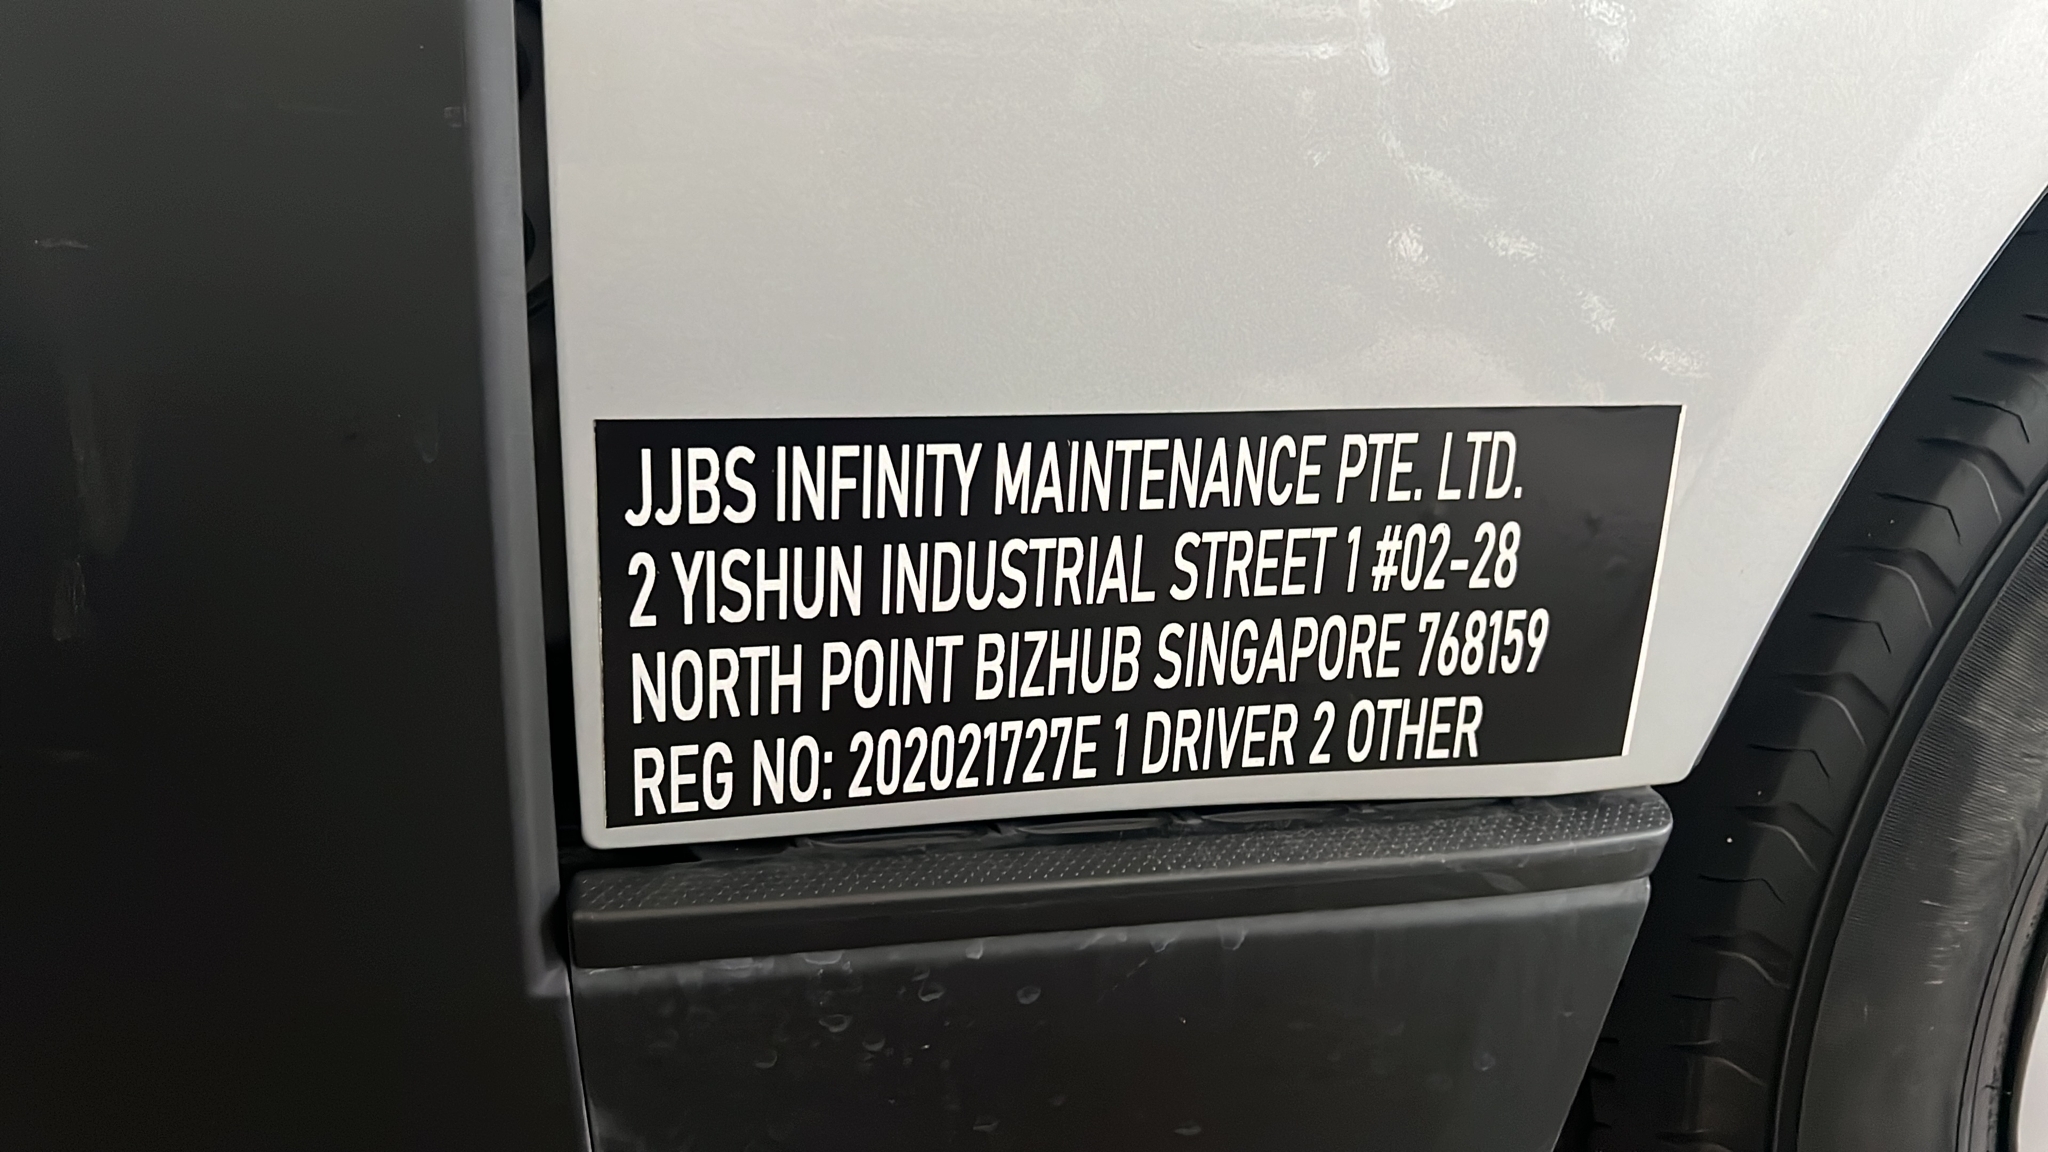 JJBS INFINITY MAINTENANCE PTE. LTD.
2 YISHUN INDUSTRIAL STREET 1 #02-28
NORTH POINT BIZHUB SINGAPORE 768159
REG NO: 202021727E 1 DRIVER 2 OTHER